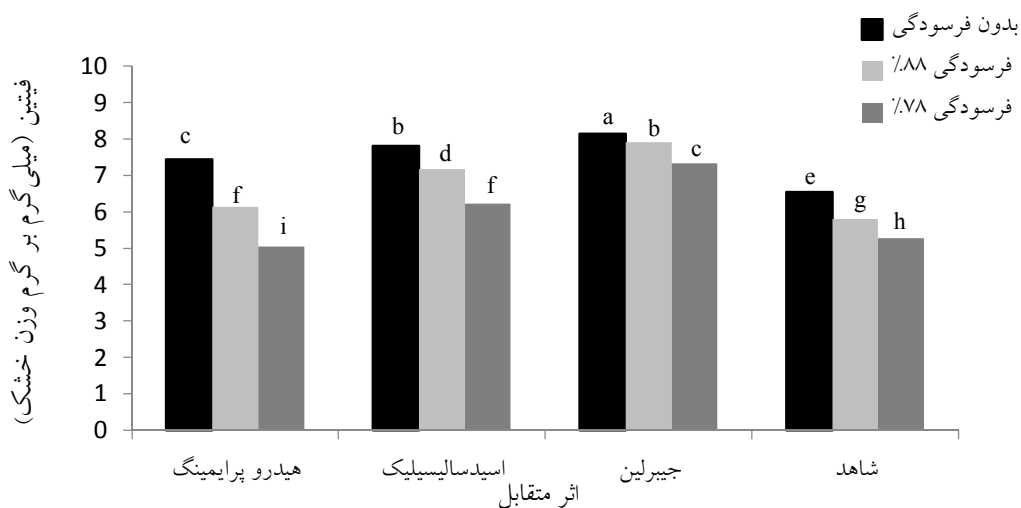 بدون فرسودگی
فرسودگی ۸۸٪
فرسودگی ۷۸٪
فیتین (میلی‌گرم بر گرم وزن خشک)
10
9
8
7
6
5
4
3
2
1
0
c
f
i
b
d
f
a
b
c
e
g
h
هیدرو پرایمینگ
اسیدسالیسیلیک
جیبرلین
شاهد
اثر متقابل